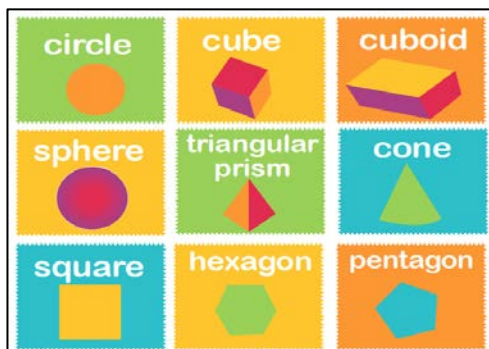 circle
cube
cuboid
sphere
triangular
prism
cone
square
hexagon
pentagon